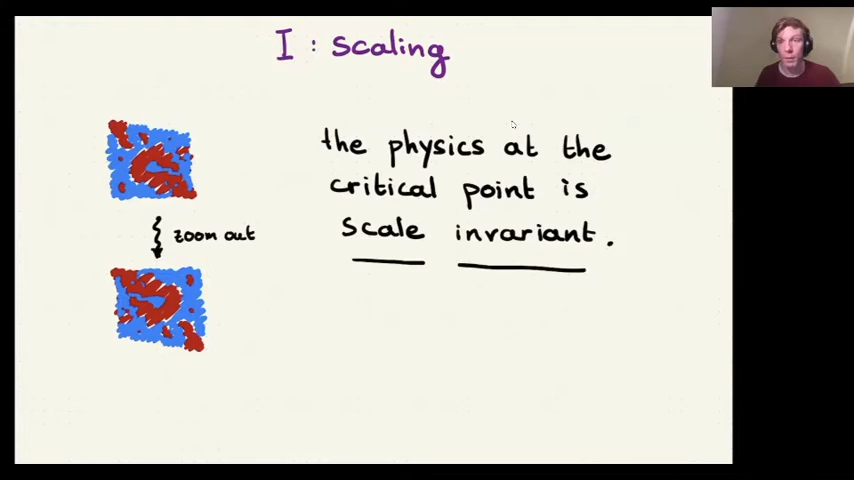 I : scaling
the physics at the
critical point is
scale invariant.
zoom out